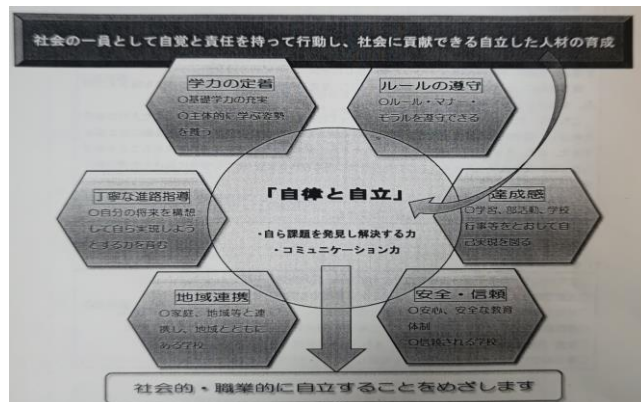 社会の一員として自覚と責任を持って行動し、社会に貢献できる自立した人材の育成
学力の定着
〇基礎学力の充実
〇主体的に学ぶ姿勢
を養う
ルールの遵守
〇ルール・マナー・
モラルを遵守できる
「自律と自立」
・自ら課題を発見し解決する力
・コミュニケーション力
丁寧な進路指導
〇自分の将来を構想
して自ら実現しよう
とする力を育む
達成感
〇学習、部活動、学校
行事等をとおして自
己実現を図る
地域連携
〇家庭、地域等と連
携し、地域とともに
ある学校
安全・信頼
〇安心、安全な教育
体制
〇信頼される学校
社会的・職業的に自立することをめざします